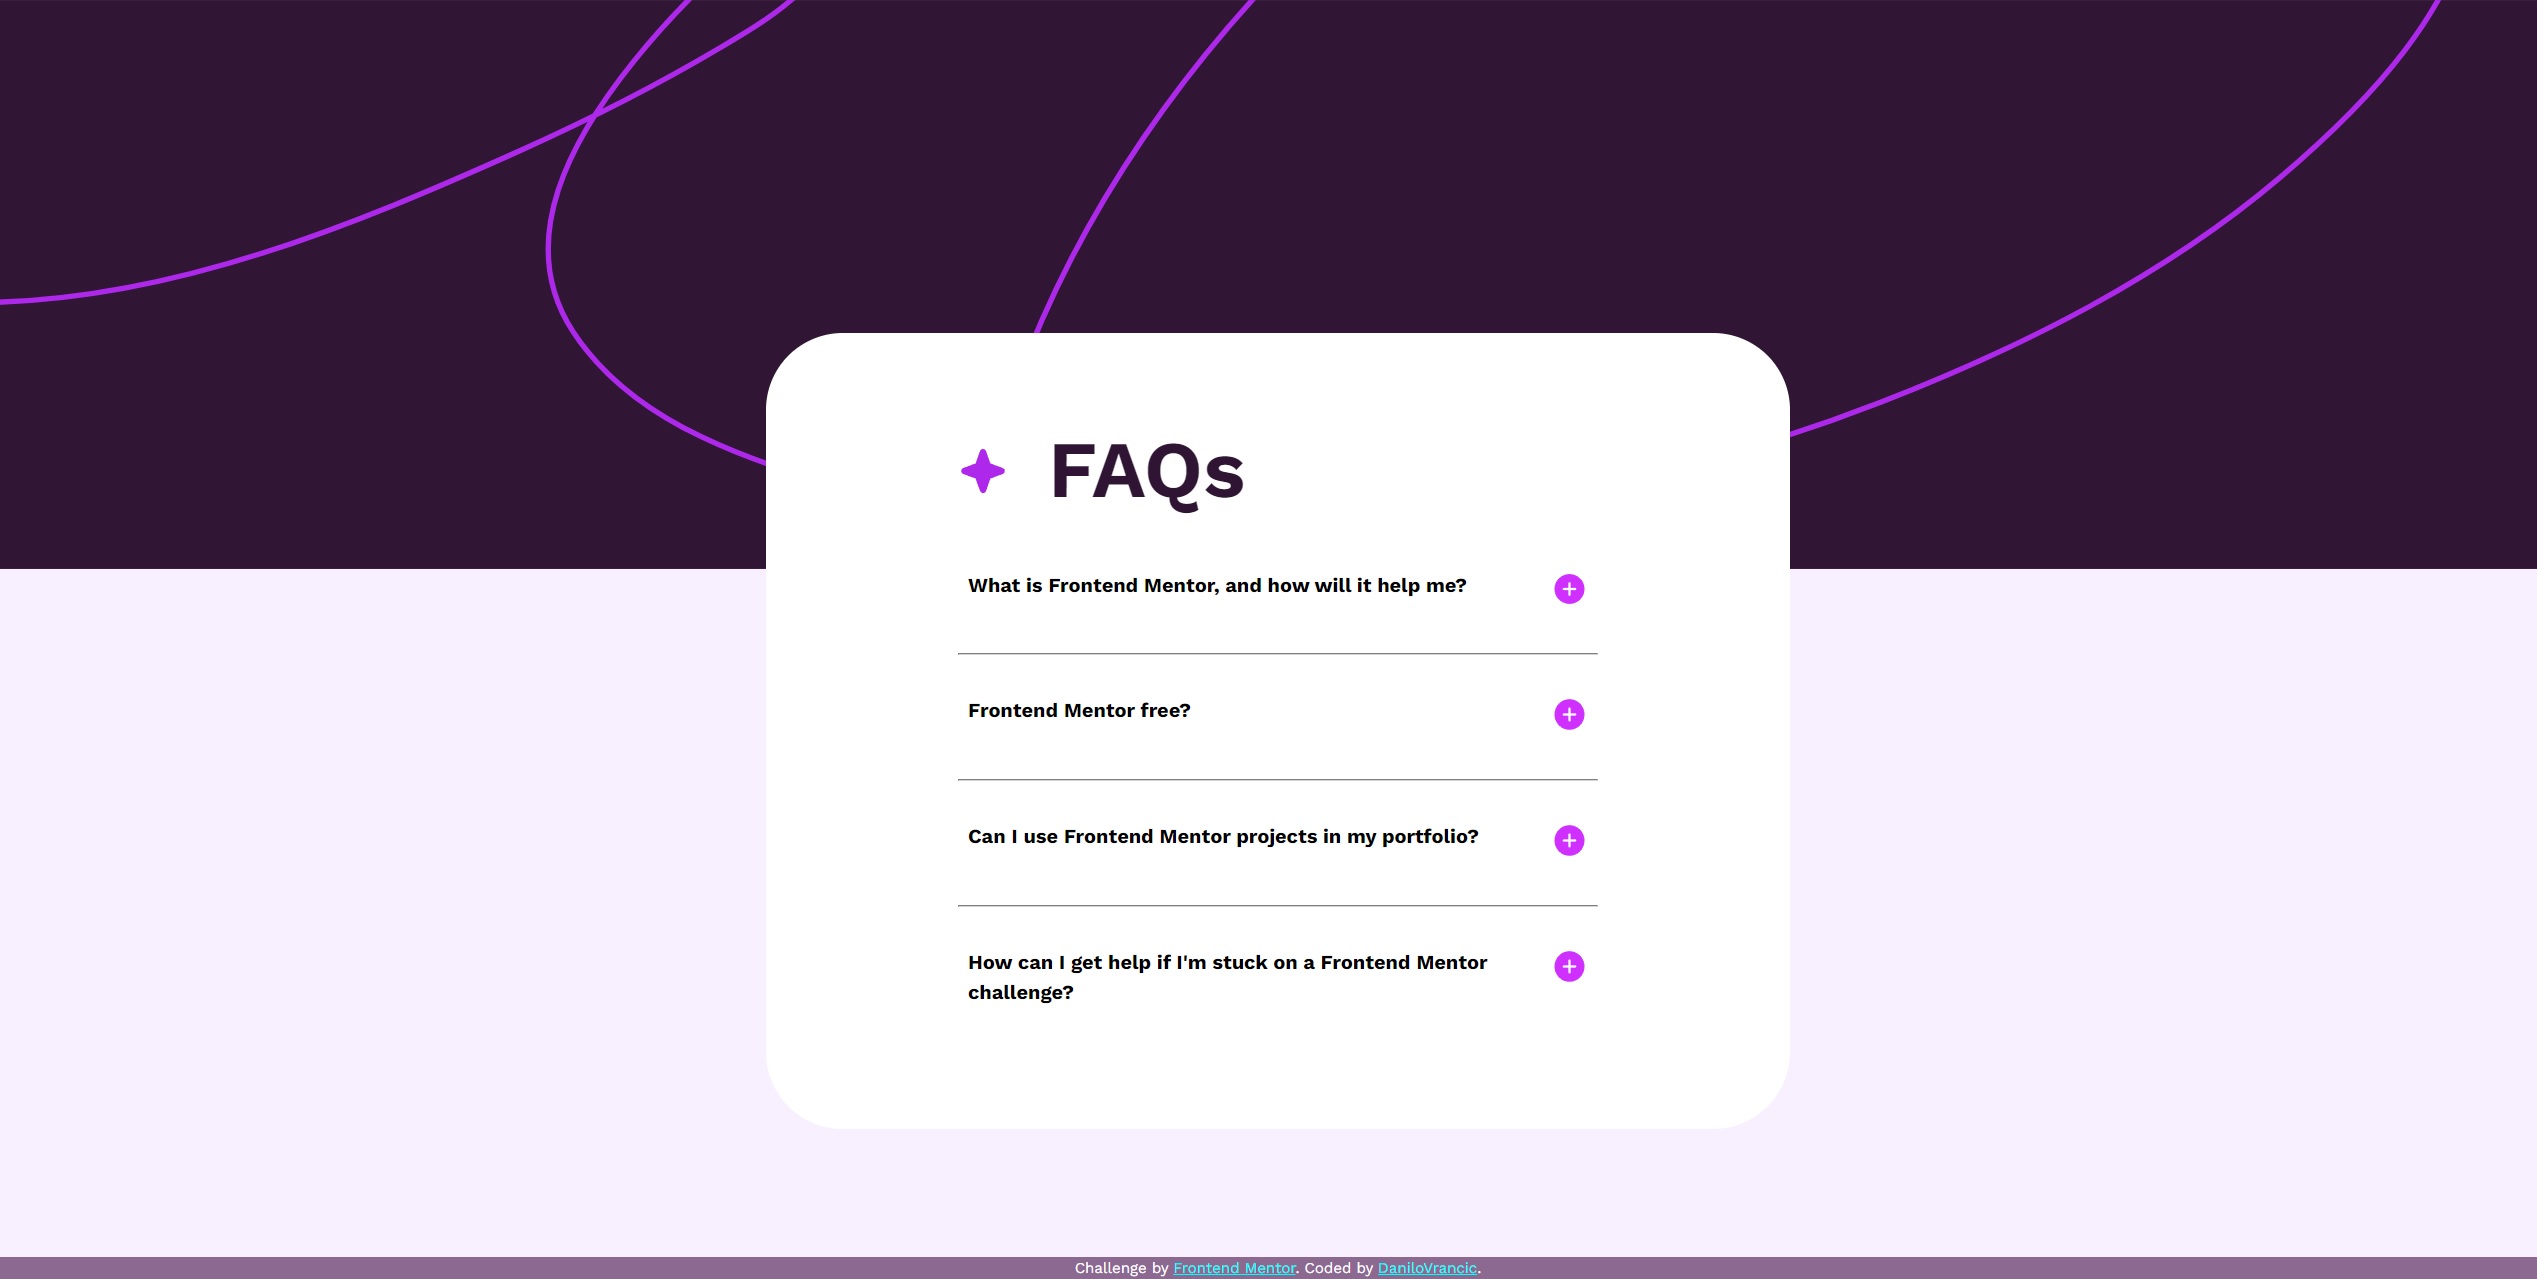 FAQs
What is Frontend Mentor, and how will it help me?
Frontend Mentor free?
Can I use Frontend Mentor projects in my portfolio?
How can I get help if I'm stuck on a Frontend Mentor
challenge?
Challenge by Frontend Mentor. Coded by DaniloVrancic.